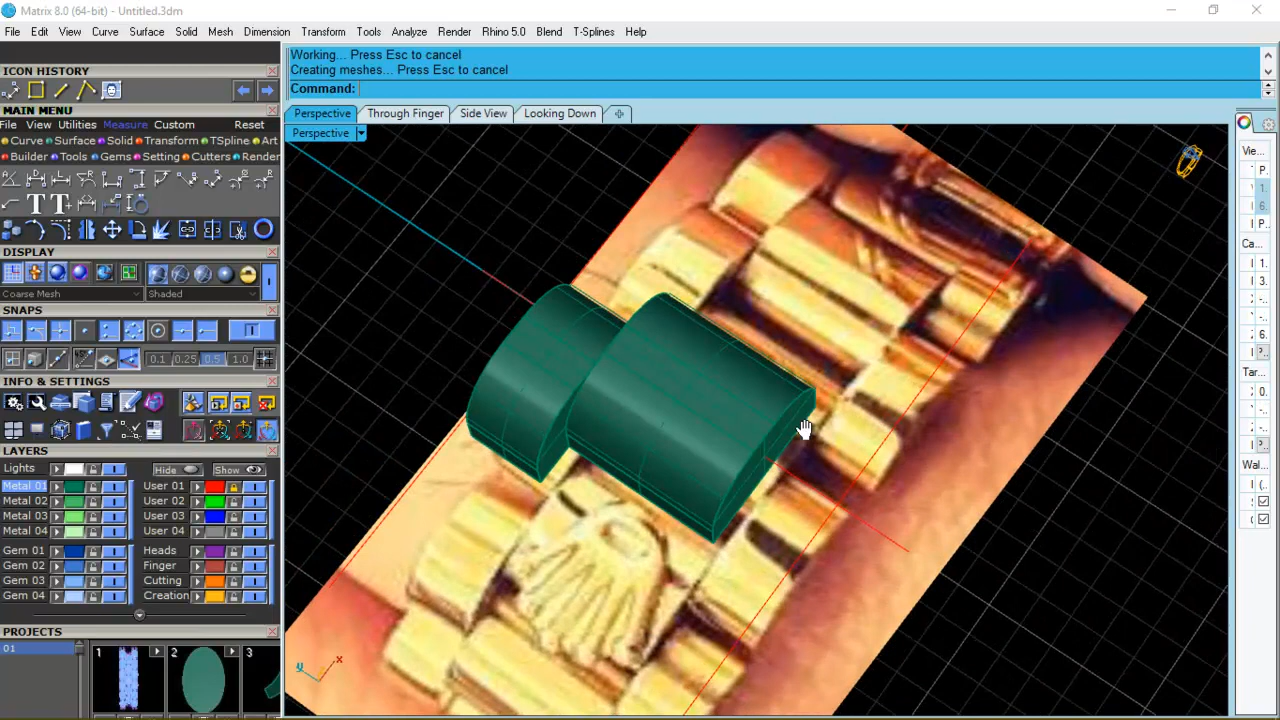 Matrix 8.0 (64-bit) - Untitled.3dm
File Edit View Curve Surface Solid Mesh Dimension Transform Tools Analyze Render Rhino 5.0 Blend T-Splines Help
Working... Press Esc to cancel
Creating meshes... Press Esc to cancel
Command:
ICON HISTORY
MAIN MENU
File View Utilities Measure Custom Reset
Curve Surface Solid Transform TSpline Art
Builder Tools Gems Setting Cutters Render
Perspective Through Finger Side View Looking Down
Perspective
DISPLAY
Coarse Mesh Shaded
SNAPS
0.1 0.25 0.5 1.0
INFO & SETTINGS
LAYERS
Lights Hide Show
Metal 01 User 01
Metal 02 User 02
Metal 03 User 03
Metal 04 User 04
Gem 01 Heads
Gem 02 Finger
Gem 03 Cutting
Gem 04 Creation
PROJECTS
01
1 2 3
Vie...
Ca...
Tar...
Wal...
y x